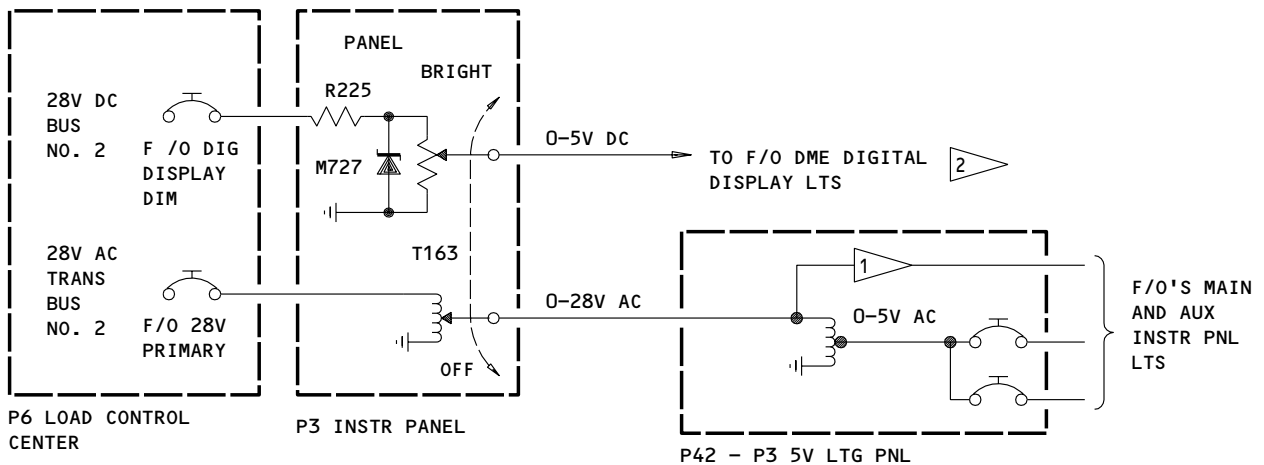 PANEL
BRIGHT
R225
28V DC
BUS
NO. 2
F /O DIG
DISPLAY
DIM
M727
0-5V DC
TO F/O DME DIGITAL
DISPLAY LTS
2
28V AC
TRANS
BUS
NO. 2
F/O 28V
PRIMARY
T163
OFF
0-28V AC
1
0-5V AC
F/O'S MAIN
AND AUX
INSTR PNL
LTS
P6 LOAD CONTROL
CENTER
P3 INSTR PANEL
P42 - P3 5V LTG PNL